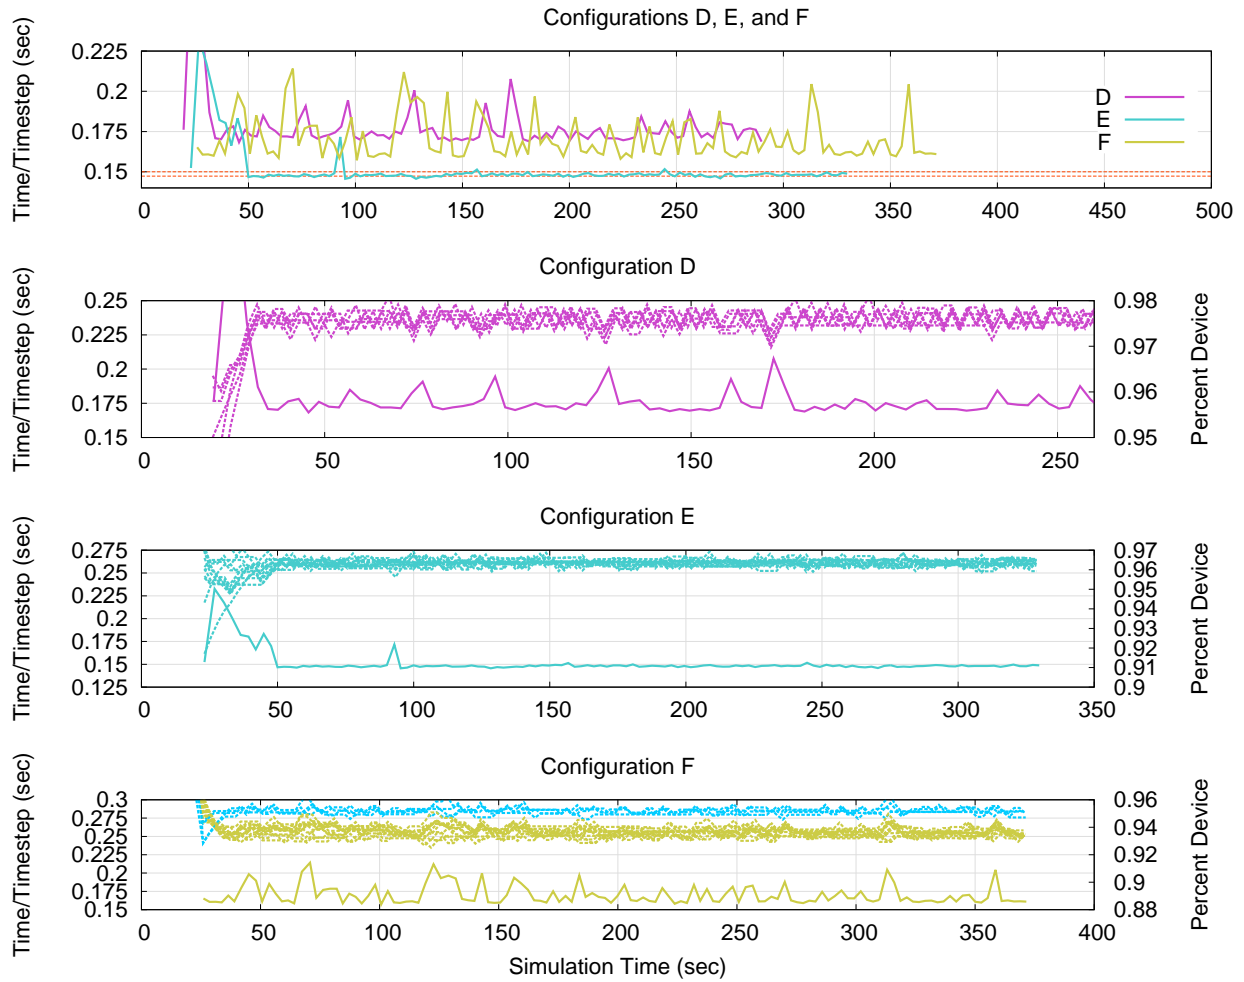 Configurations D, E, and F
Time/Timestep (sec)
0.225
0.2
0.175
0.15
D
E
F
0 50 100 150 200 250 300 350 400 450 500
Configuration D
Time/Timestep (sec)
0.25
0.225
0.2
0.175
0.15
0.98
0.97
0.96
0.95
Percent Device
0 50 100 150 200 250
Configuration E
Time/Timestep (sec)
0.275
0.25
0.225
0.2
0.175
0.15
0.125
0.97
0.96
0.95
0.94
0.93
0.92
0.91
0.9
Percent Device
0 50 100 150 200 250 300 350
Configuration F
Time/Timestep (sec)
0.3
0.275
0.25
0.225
0.2
0.175
0.15
0.96
0.94
0.92
0.9
0.88
Percent Device
0 50 100 150 200 250 300 350 400
Simulation Time (sec)